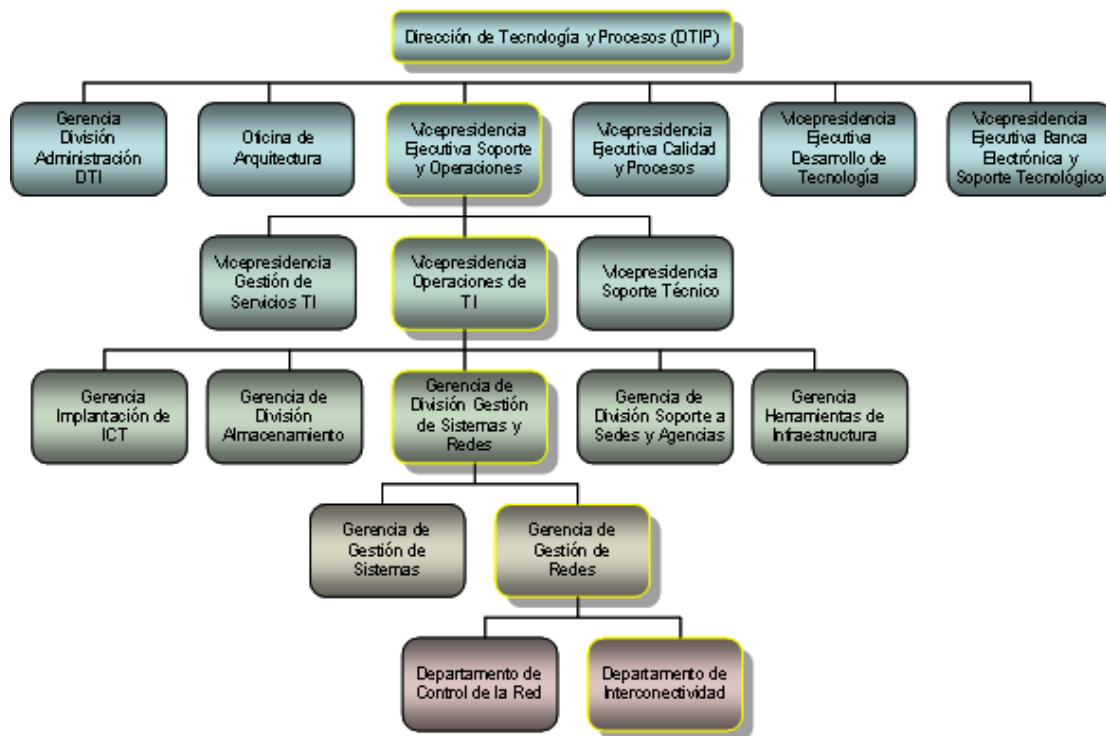 Dirección de Tecnología y Procesos (DTIP)
Gerencia
División
Administración
DTI
Oficina de
Arquitectura
Vicepresidencia
Ejecutiva Soporte
y Operaciones
Vicepresidencia
Ejecutiva Calidad
y Procesos
Vicepresidencia
Ejecutiva
Desarrollo de
Tecnología
Vicepresidencia
Ejecutiva Banca
Electrónica y
Soporte Tecnológico
Vicepresidencia
Gestión de
Servicios TI
Vicepresidencia
Operaciones de
TI
Vicepresidencia
Soporte Técnico
Gerencia
Implantación de
ICT
Gerencia de
División
Almacenamiento
Gerencia de
División Gestión
de Sistemas y
Redes
Gerencia de
División Soporte a
Sedes y Agencias
Gerencia
Herramientas de
Infraestructura
Gerencia de
Gestión de
Sistemas
Gerencia de
Gestión de
Redes
Departamento de
Control de la Red
Departamento de
Interconectividad